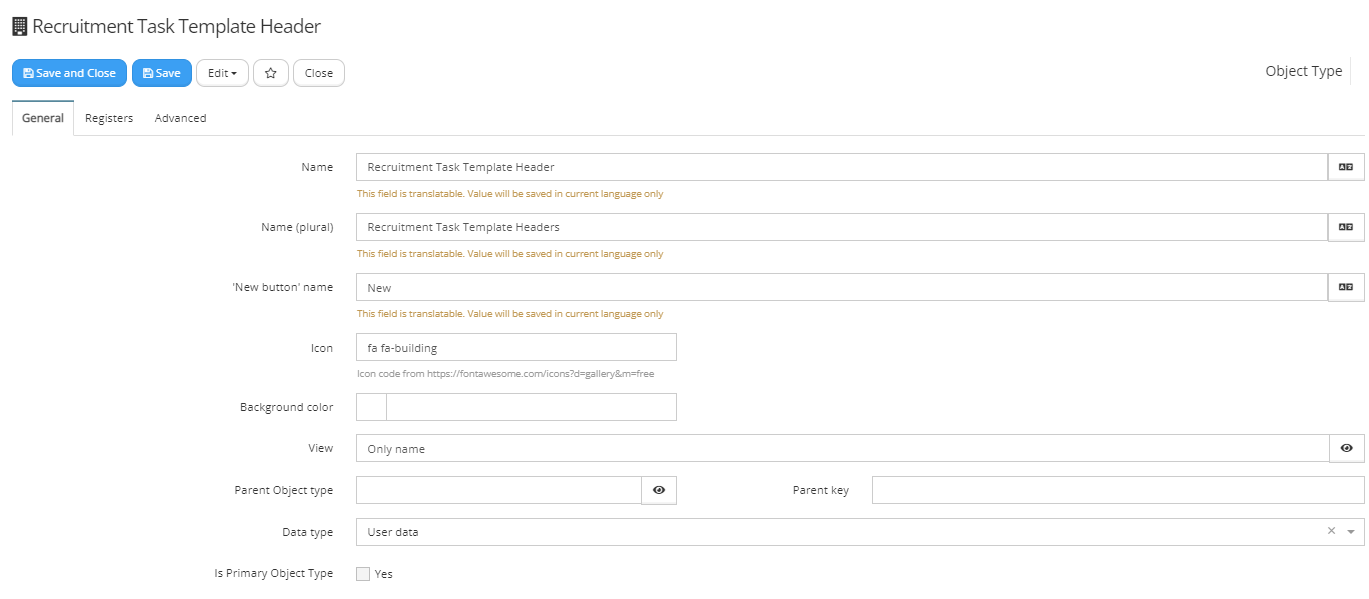 Recruitment Task Template Header
Save and Close Save Edit Close
Object Type
General Registers Advanced
Name Recruitment Task Template Header
This field is translatable. Value will be saved in current language only
Name (plural) Recruitment Task Template Headers
This field is translatable. Value will be saved in current language only
'New button' name New
This field is translatable. Value will be saved in current language only
Icon fa fa-building
Icon code from https://fontawesome.com/icons?d=gallery&m=free
Background color
View Only name
Parent Object type Parent key
Data type User data
Is Primary Object Type Yes